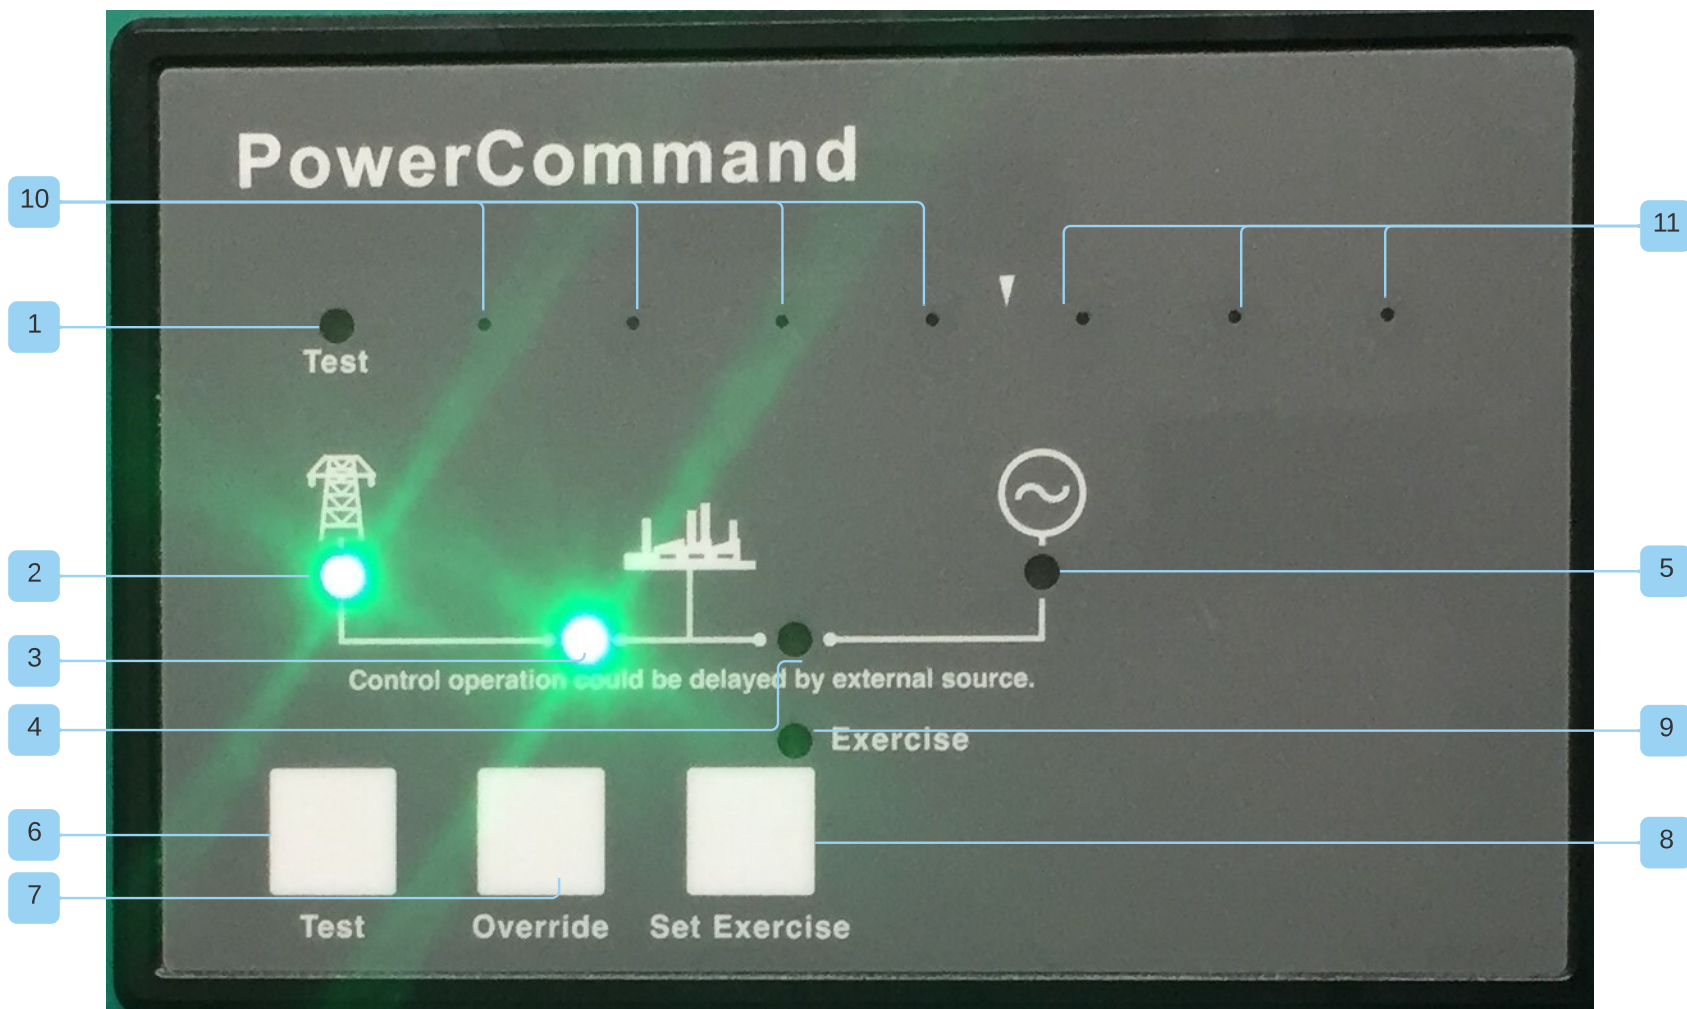 PowerCommand
10
11
1
Test
2
5
3
Control operation could be delayed by external source.
4
Exercise
9
6
8
7
Test
Override
Set Exercise